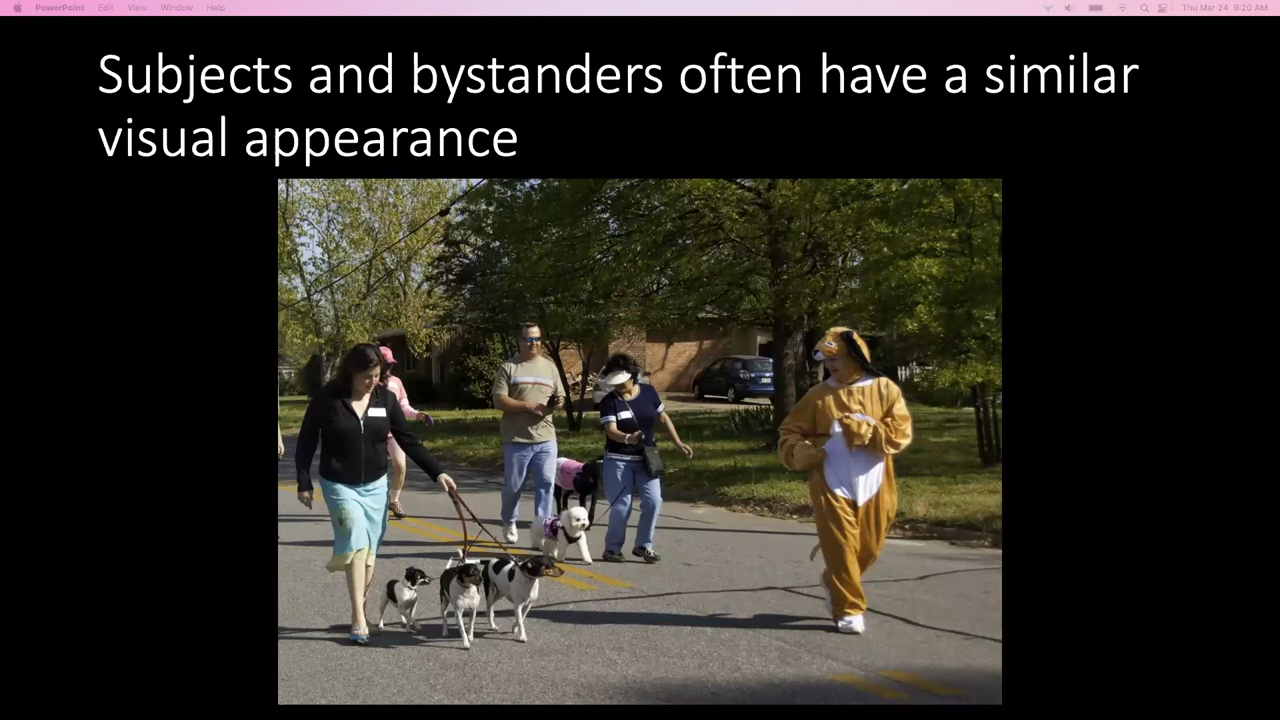 PowerPoint Edit View Window Help Thu Mar 24 9:20 AM
Subjects and bystanders often have a similar
visual appearance